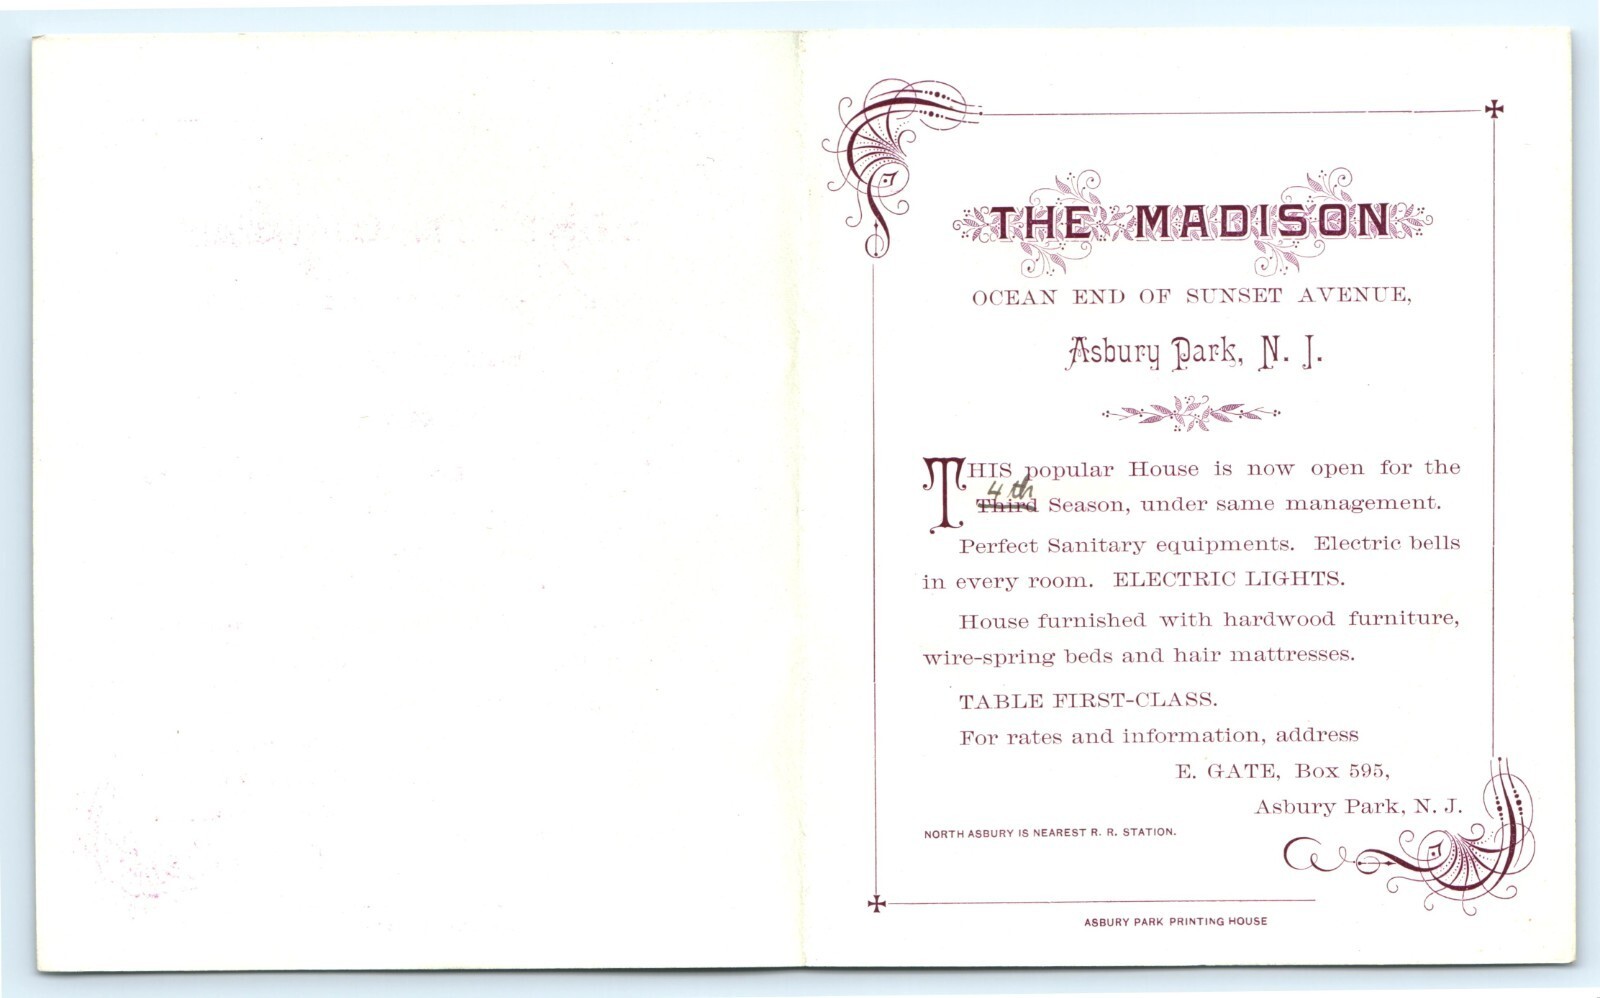 THE MADISON
OCEAN END OF SUNSET AVENUE,
Asbury Park, N. J.
THIS popular House is now open for the
4th
Third Season, under same management.
Perfect Sanitary equipments. Electric bells
in every room. ELECTRIC LIGHTS.
House furnished with hardwood furniture,
wire-spring beds and hair mattresses.
TABLE FIRST-CLASS.
For rates and information, address
E. GATE, Box 595,
Asbury Park, N. J.
NORTH ASBURY IS NEAREST R. R. STATION.
ASBURY PARK PRINTING HOUSE